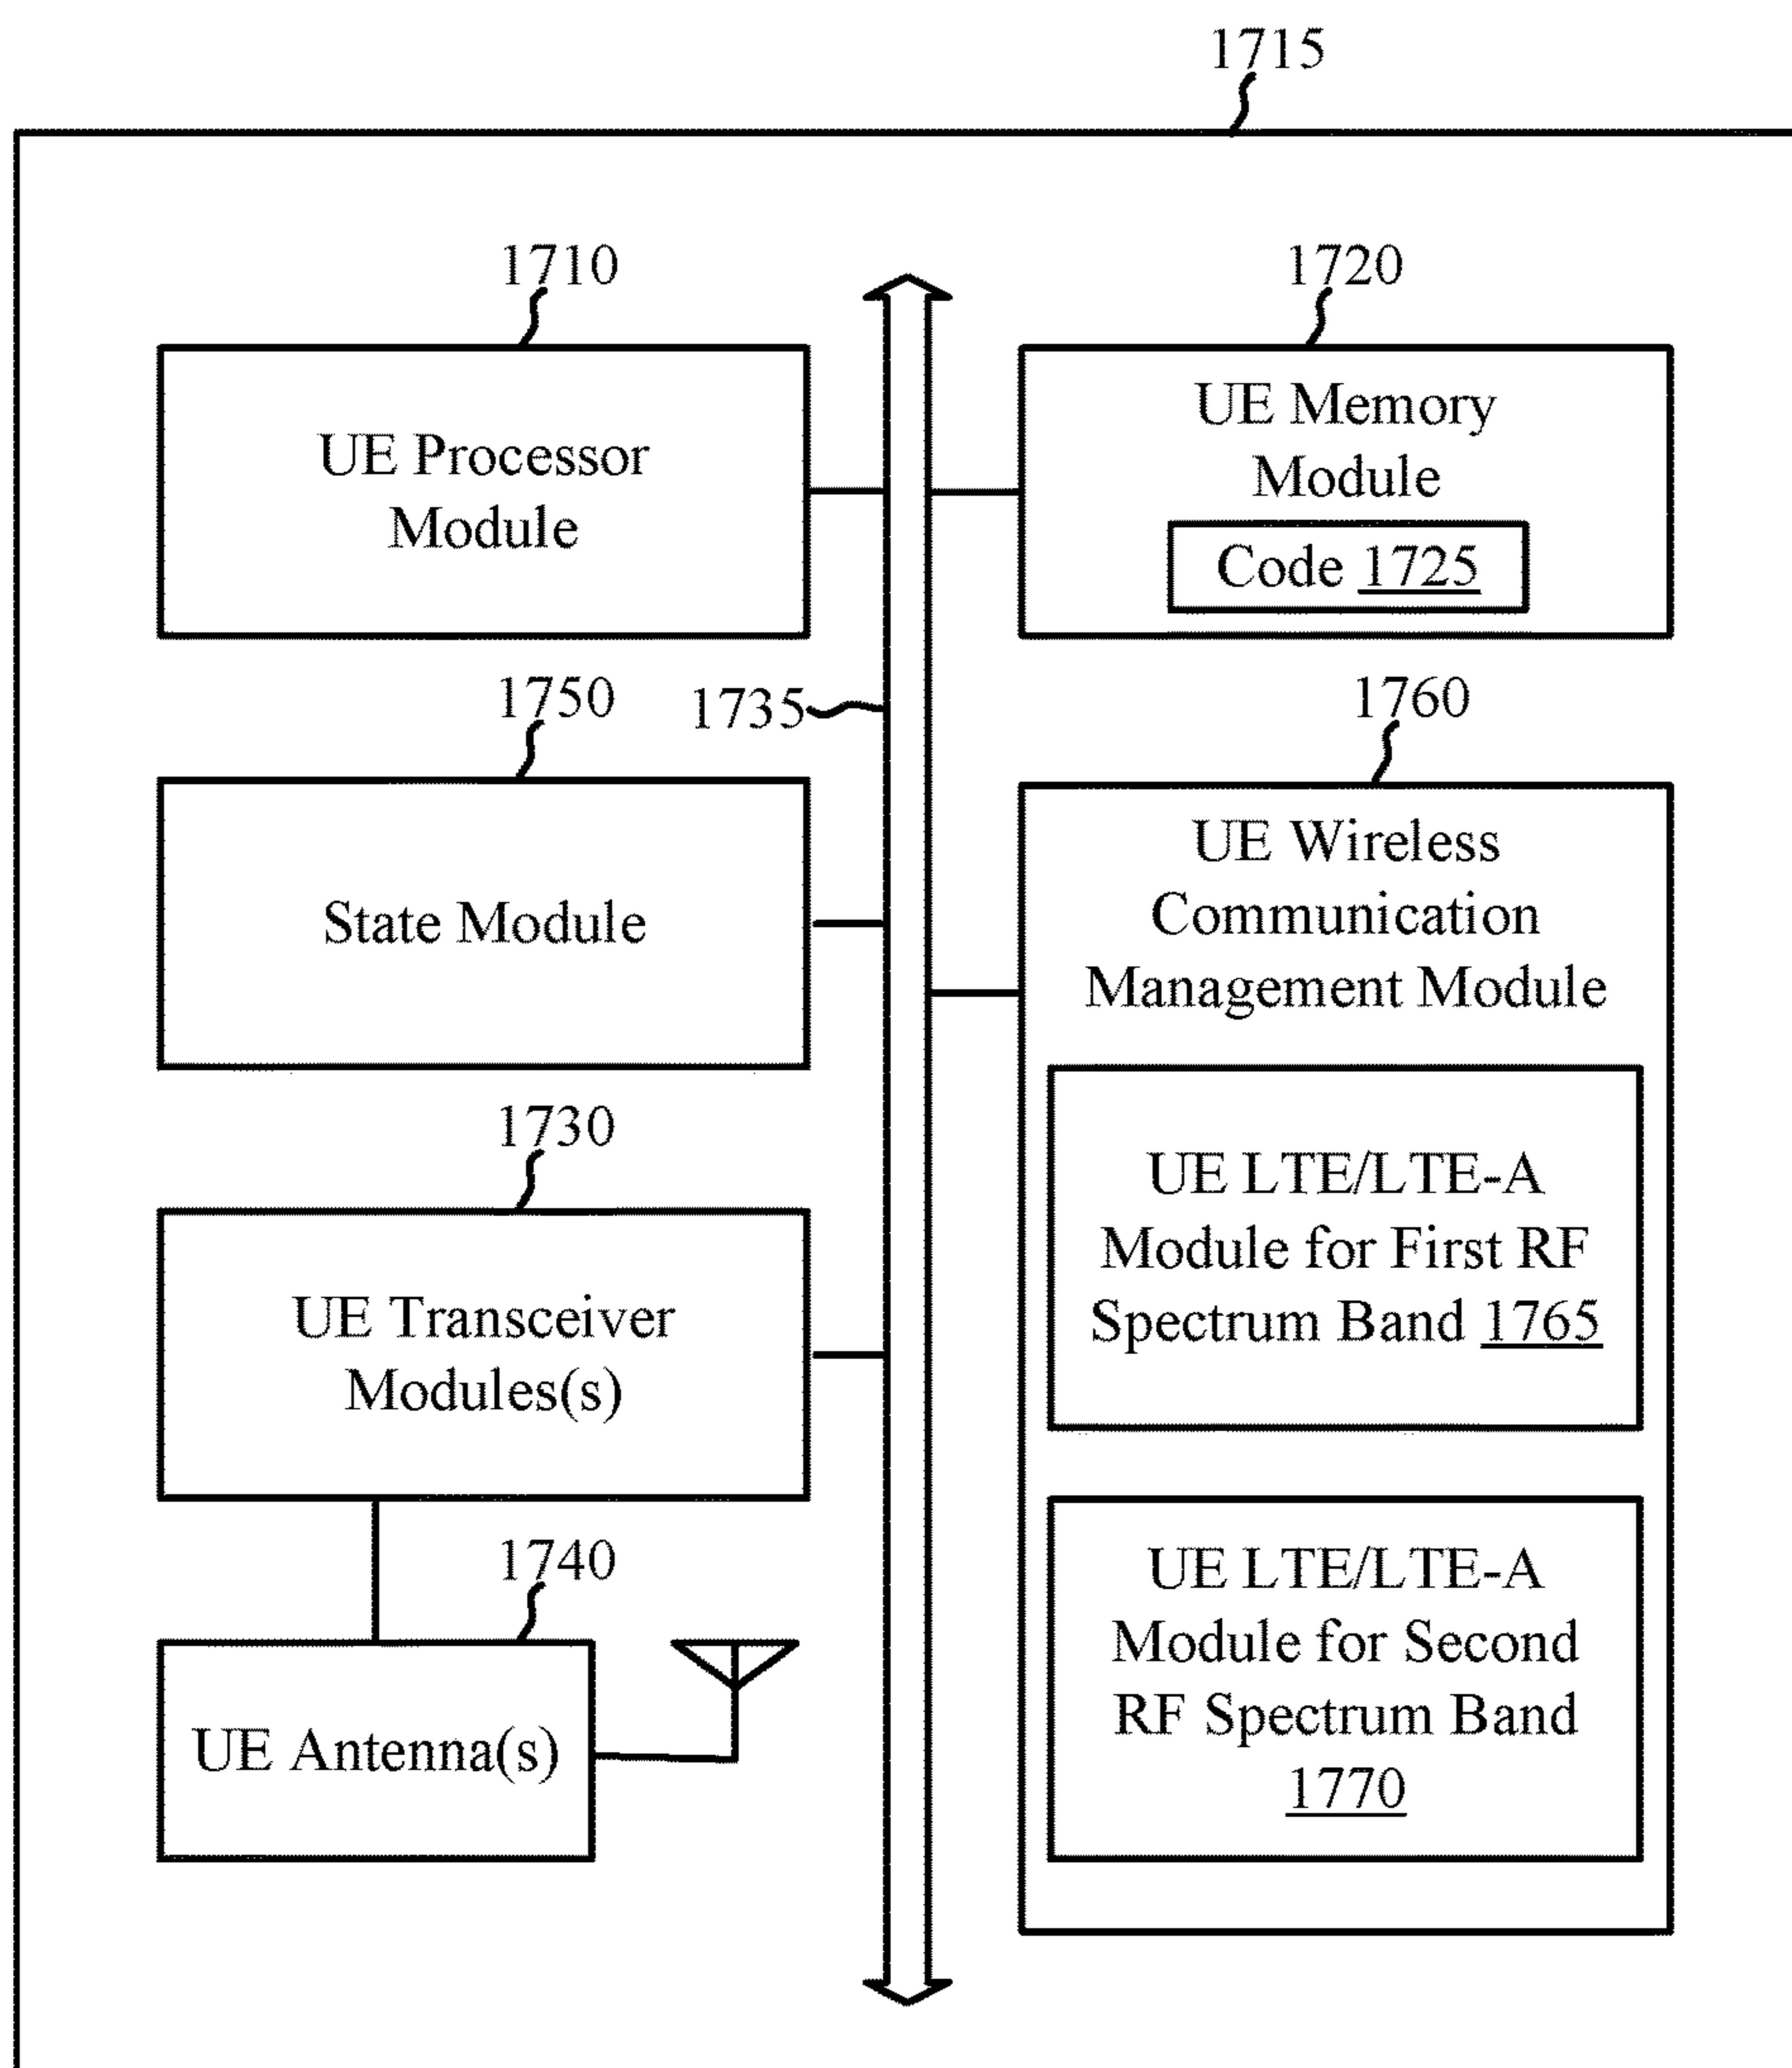 1715
1710
1720
UE Processor
Module
UE Memory
Module
Code 1725
1750
1735
1760
State Module
UE Wireless
Communication
Management Module
1730
UE Transceiver
Modules(s)
UE LTE/LTE-A
Module for First RF
Spectrum Band 1765
1740
UE Antenna(s)
UE LTE/LTE-A
Module for Second
RF Spectrum Band
1770